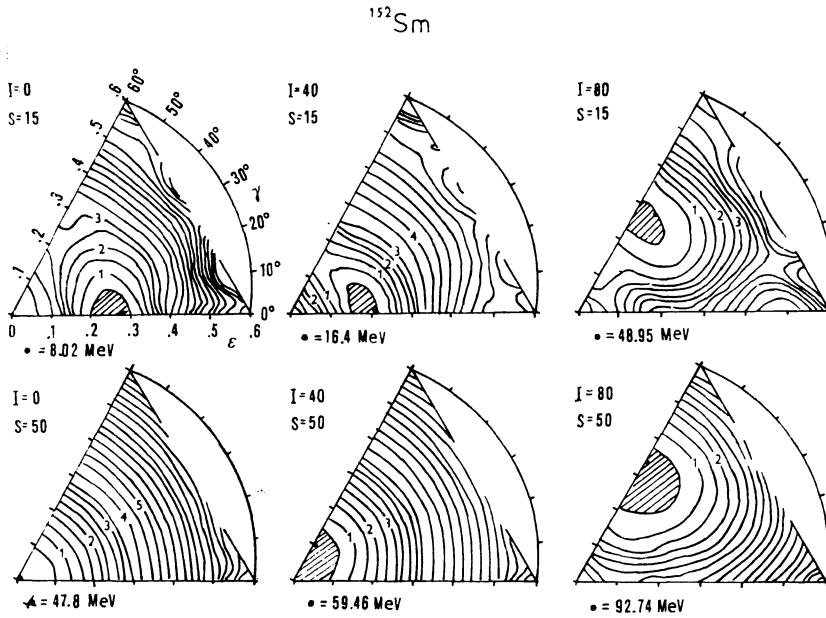 152Sm
I=0
S=15
.6 60°
50°
40°
30°
γ
20°
10°
0°
.5
.4
.3
.2
.1
3
2
1
0 .1 .2 .3 .4 .5 .6
ε
• = 8.02 MeV
I=40
S=15
4
3
2
1
2 1
• =16.4 MeV
I=80
S=15
1 2 3
• =48.95 MeV
I=0
S=50
1 2 3 4 5
= 47.8 MeV
I=40
S=50
1 2 3
• =59.46 MeV
I=80
S=50
1 2
• =92.74 MeV